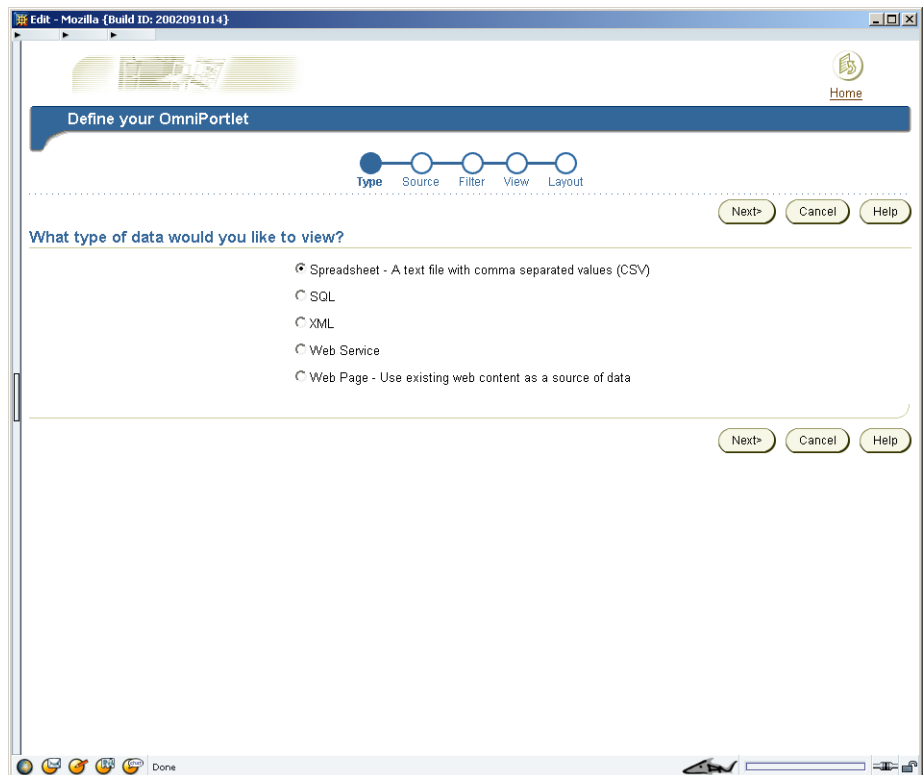 Edit - Mozilla {Build ID: 2002091014}
Home
Define your OmniPortlet
Type Source Filter View Layout
Next> Cancel Help
What type of data would you like to view?
Spreadsheet - A text file with comma separated values (CSV)
SQL
XML
Web Service
Web Page - Use existing web content as a source of data
Next> Cancel Help
Done